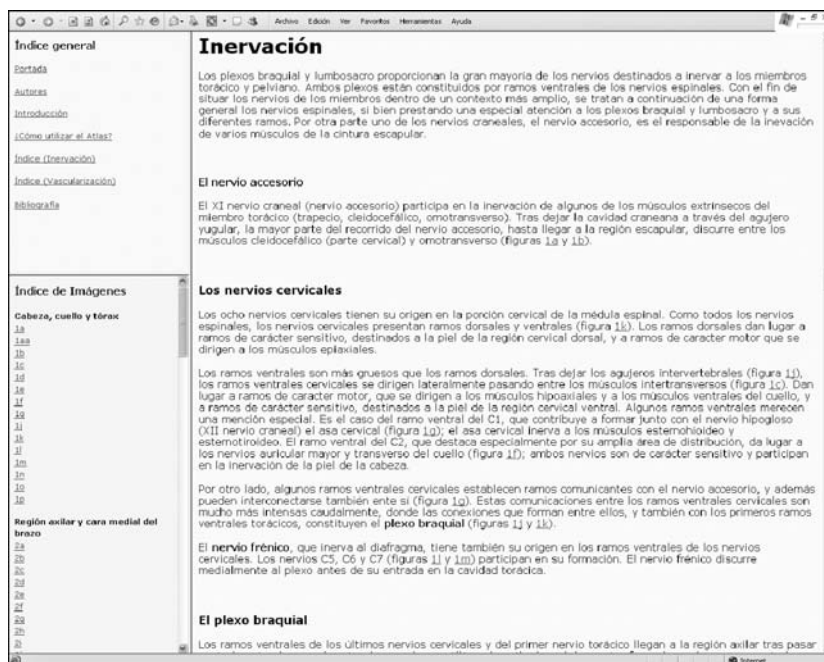 Archivo Edición Ver Favoritos Herramientas Ayuda
Índice general
Portada
Autores
Introducción
¿Cómo utilizar el Atlas?
Índice (Inervación)
Índice (Vascularización)
Bibliografía
Índice de Imágenes
Cabeza, cuello y tórax
1a
1aa
1b
1c
1d
1e
1f
1g
1i
1k
1l
1m
1n
1o
1p
Región axilar y cara medial del
brazo
2a
2b
2c
2d
2e
2f
2g
2h
Inervación
Los plexos braquial y lumbosacro proporcionan la gran mayoria de los nervios destinados a inervar a los miembros
torácico y pelviano. Ambos plexos están constituidos por ramos ventrales de los nervios espinales. Con el fin de
situar los nervios de los miembros dentro de un contexto más amplio, se tratan a continuación de una forma
general los nervios espinales, si bien prestando una especial atención a los plexos braquial y lumbosacro y a sus
diferentes ramos. Por otra parte uno de los nervios craneales, el nervio accesorio, es el responsable de la inevación
de varios músculos de la cintura escapular.
El nervio accesorio
El XI nervio craneal (nervio accesorio) participa en la inervación de algunos de los músculos extrínsecos del
miembro torácico (trapecio, cleidocefálico, omotransverso). Tras dejar la cavidad craneana a través del agujero
yugular, la mayor parte del recorrido del nervio accesorio, hasta llegar a la región escapular, discurre entre los
músculos cleidocefálico (parte cervical) y omotransverso (figuras 1a y 1b).
Los nervios cervicales
Los ocho nervios cervicales tienen su origen en la porción cervical de la médula espinal. Como todos los nervios
espinales, los nervios cervicales presentan ramos dorsales y ventrales (figura 1k). Los ramos dorsales dan lugar a
ramos de carácter sensitivo, destinados a la piel de la región cervical dorsal, y a ramos de caracter motor que se
dirigen a los músculos epiaxiales.
Los ramos ventrales son más gruesos que los ramos dorsales. Tras dejar los agujeros intervertebrales (figura 1j),
los ramos ventrales cervicales se dirigen lateralmente pasando entre los músculos intertransversos (figura 1c). Dan
lugar a ramos de caracter motor, que se dirigen a los músculos hipoaxiales y a los músculos ventrales del cuello, y
a ramos de carácter sensitivo, destinados a la piel de la región cervical ventral. Algunos ramos ventrales merecen
una mención especial. Es el caso del ramo ventral del C1, que contribuye a formar junto con el nervio hipogloso
(XII nervio craneal) el asa cervical (figura 1g); el asa cervical inerva a los músculos esternohioideo y
esternotiroideo. El ramo ventral del C2, que destaca especialmente por su amplia área de distribución, da lugar a
los nervios auricular mayor y transverso del cuello (figura 1f); ambos nervios son de carácter sensitivo y participan
en la inervación de la piel de la cabeza.
Por otro lado, algunos ramos ventrales cervicales establecen ramos comunicantes con el nervio accesorio, y además
pueden interconectarse también ente sí (figura 1g). Estas comunicaciones entre los ramos ventrales cervicales son
mucho más intensas caudalmente, donde las conexiones que forman entre ellos, y también con los primeros ramos
ventrales torácicos, constituyen el plexo braquial (figuras 1j y 1k).
El nervio frénico, que inerva al diafragma, tiene también su origen en los ramos ventrales de los nervios
cervicales. Los nervios C5, C6 y C7 (figuras 1l y 1m) participan en su formación. El nervio frénico discurre
medialmente al plexo antes de su entrada en la cavidad torácica.
El plexo braquial
Los ramos ventrales de los últimos nervios cervicales y del primer nervio torácico llegan a la región axilar tras pasar
Internet